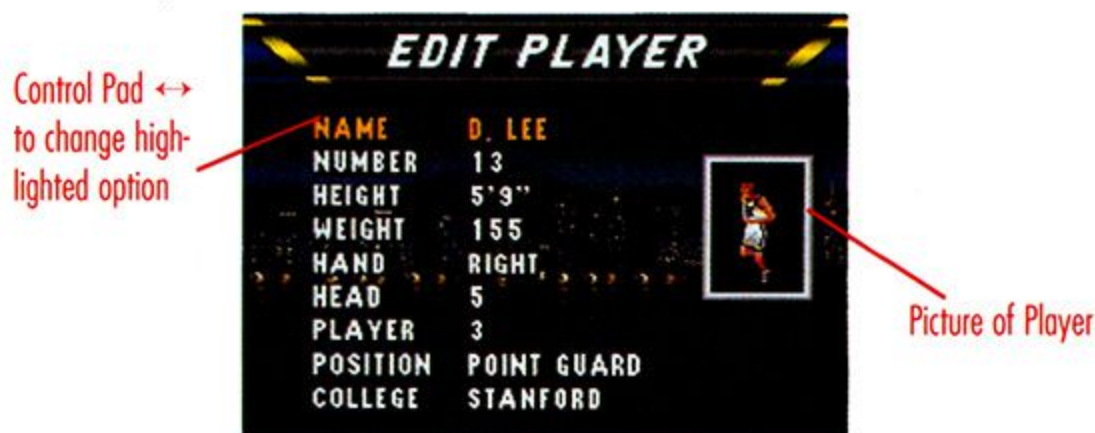 EDIT PLAYER
Control Pad ↔
to change high-
lighted option
NAME D. LEE
NUMBER 13
HEIGHT 5'9"
WEIGHT 155
HAND RIGHT
HEAD 5
PLAYER 3
POSITION POINT GUARD
COLLEGE STANFORD
Picture of Player